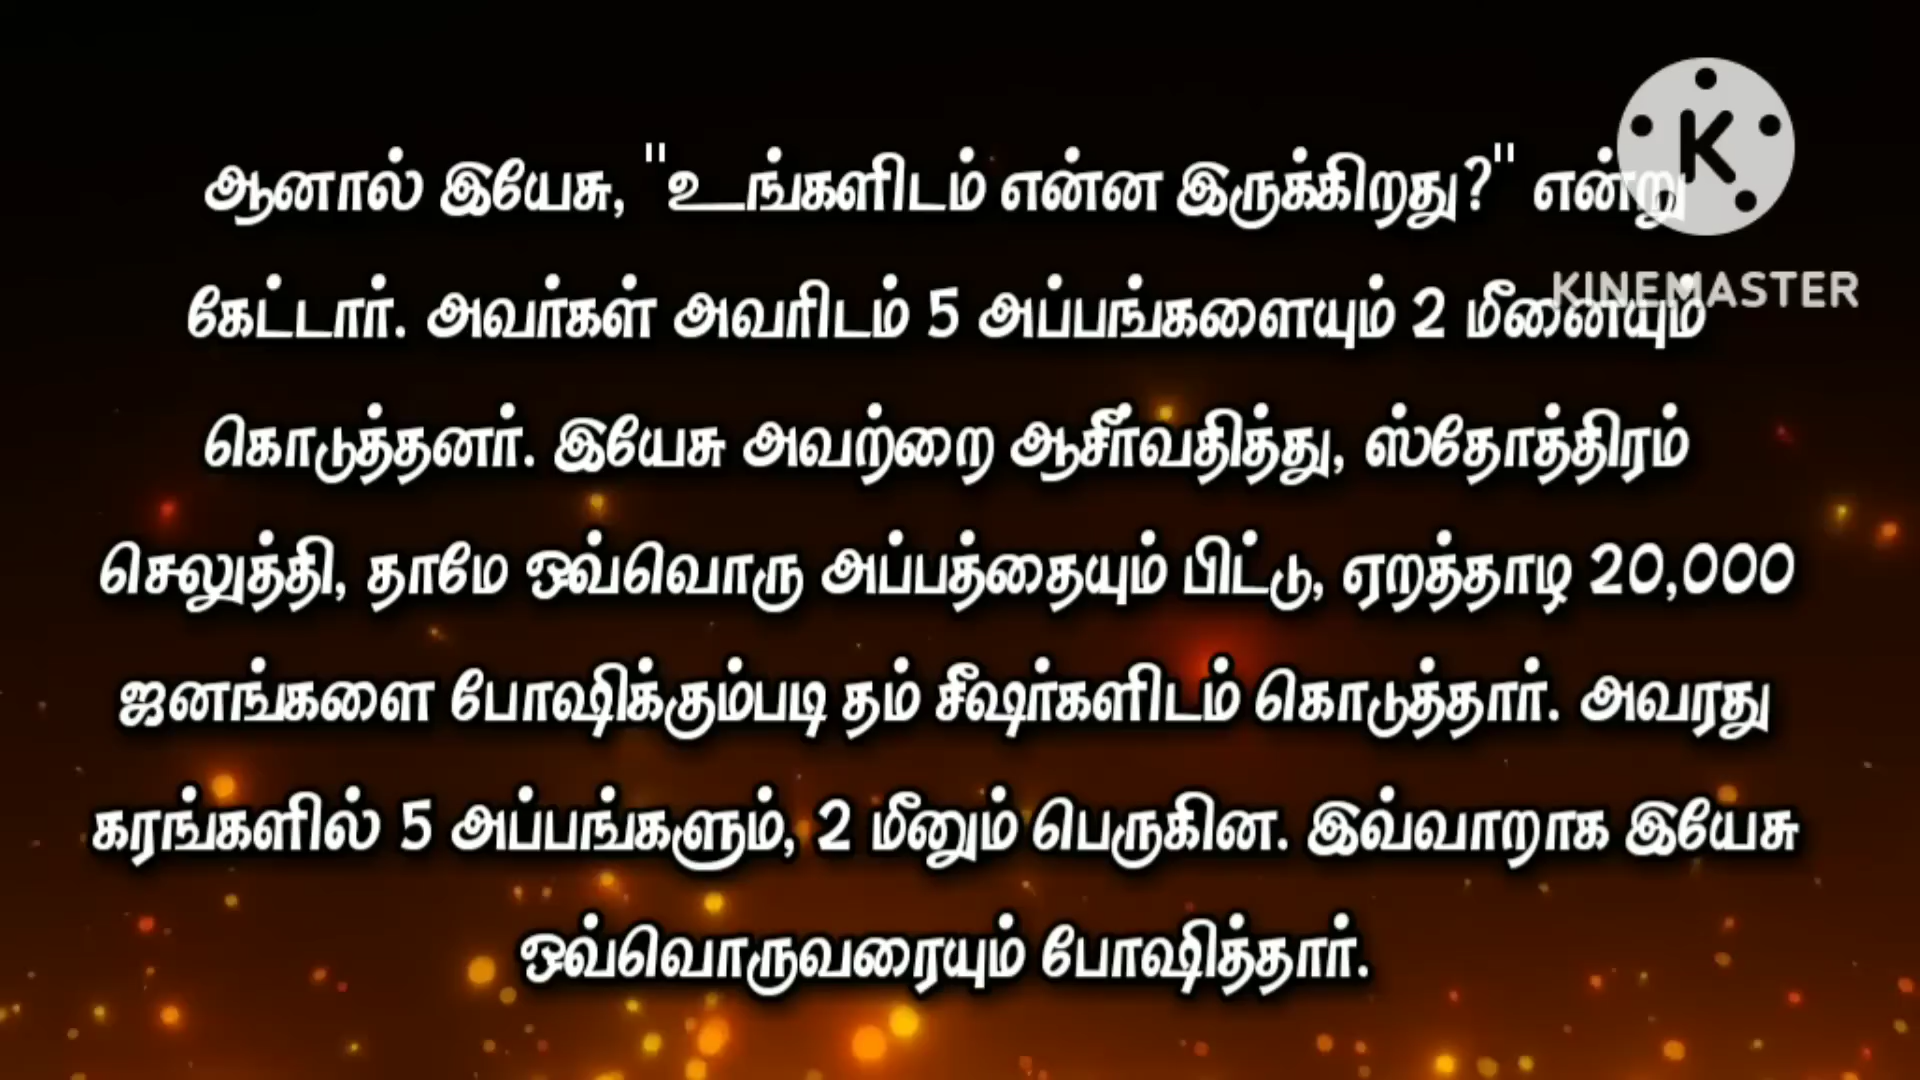 ஆனால் இயேசு, "உங்களிடம் என்ன இருக்கிறது?" என்று
கேட்டார். அவர்கள் அவரிடம் 5 அப்பங்களையும் 2 மீனையும்
கொடுத்தனர். இயேசு அவற்றை ஆசீர்வதித்து, ஸ்தோத்திரம்
செலுத்தி, தாமே ஒவ்வொரு அப்பத்தையும் பிட்டு, ஏறத்தாடி 20,000
ஜனங்களை போஷிக்கும்படி தம் சீஷர்களிடம் கொடுத்தார். அவரது
கரங்களில் 5 அப்பங்களும், 2 மீனும் பெருகின. இவ்வாறாக இயேசு
ஒவ்வொருவரையும் போஷித்தார்.
K
KINEMASTER